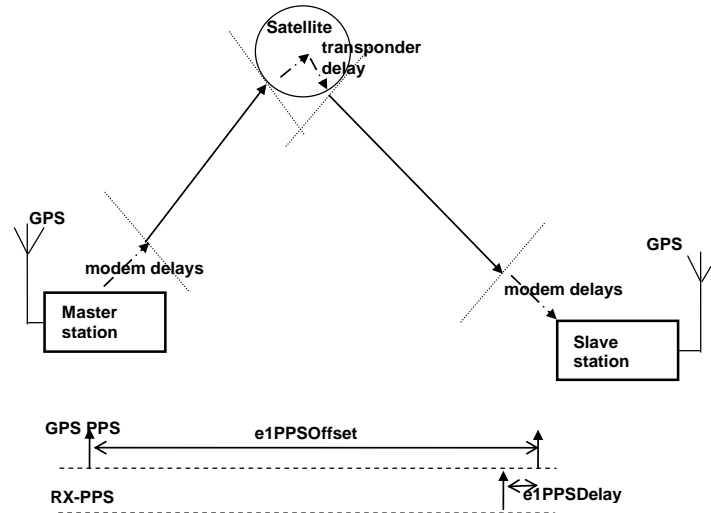 Satellite
transponder
delay
GPS
GPS
modem delays
modem delays
Master
station
Slave
station
GPS PPS
e1PPSOffset
RX-PPS
e1PPSDelay